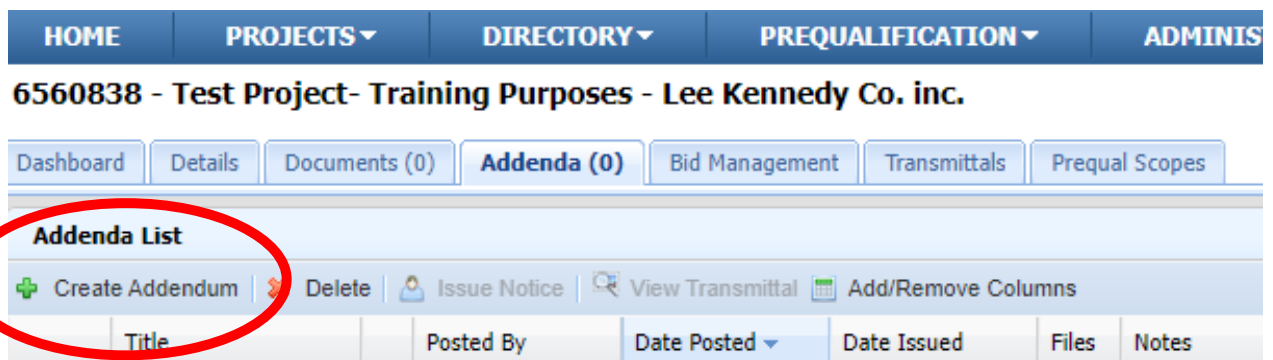 HOME PROJECTS DIRECTORY PREQUALIFICATION ADMINIS
6560838 - Test Project- Training Purposes - Lee Kennedy Co. inc.
Dashboard Details Documents (0) Addenda (0) Bid Management Transmittals Prequal Scopes
Addenda List
Create Addendum Delete Issue Notice View Transmittal Add/Remove Columns
Title Posted By Date Posted Date Issued Files Notes